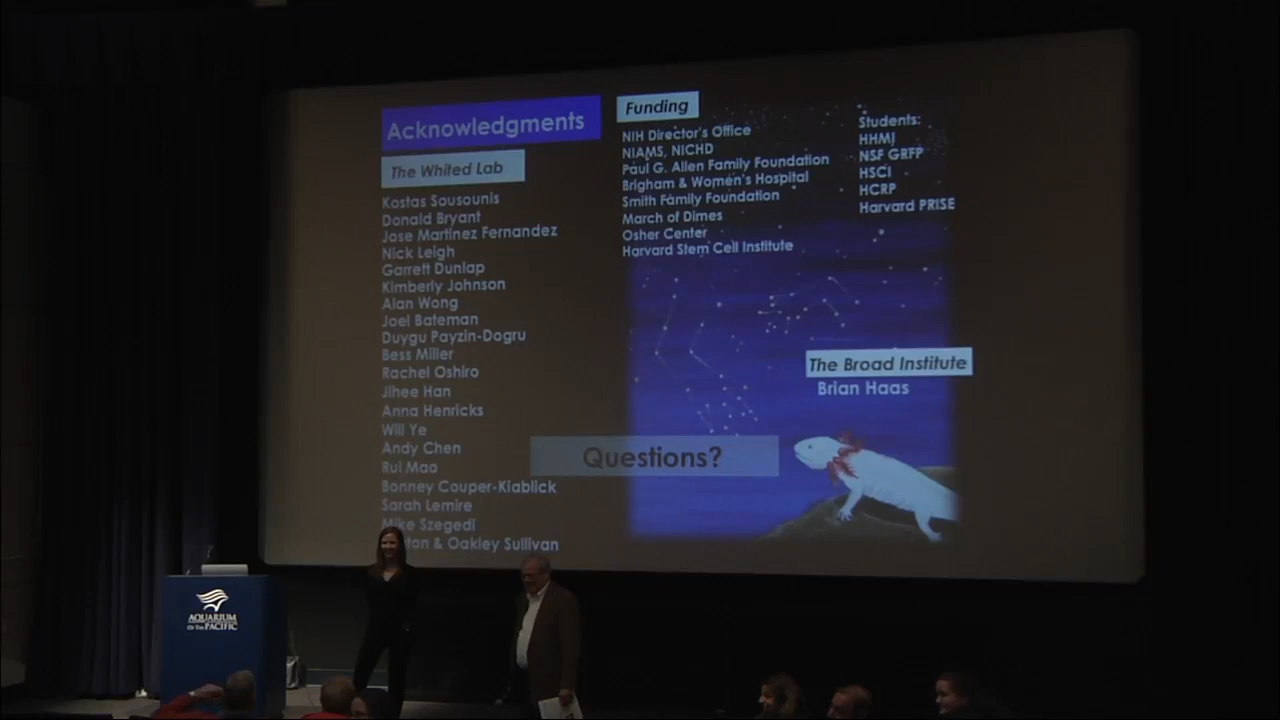 Acknowledgments
The Whited Lab
Kostas Sousounis
Donald Bryant
Jose Martinez Fernandez
Nick Leigh
Garrett Dunlap
Kimberly Johnson
Alan Wong
Joel Bateman
Duygu Payzin-Dogru
Bess Miller
Rachel Oshiro
Jihee Han
Anna Henricks
Will Ye
Andy Chen
Rui Mao
Bonney Couper-Kiablick
Sarah Lemire
Mike Szegedi
& Oakley Sullivan
Funding
NIH Director's Office
NIAMS, NICHD
Paul G. Allen Family Foundation
Brigham & Women's Hospital
Smith Family Foundation
March of Dimes
Osher Center
Harvard Stem Cell Institute
Students:
HHMI
NSF GRFP
HSCI
HCRP
Harvard PRISE
The Broad Institute
Brian Haas
Questions?
AQUARIUM
OF THE PACIFIC